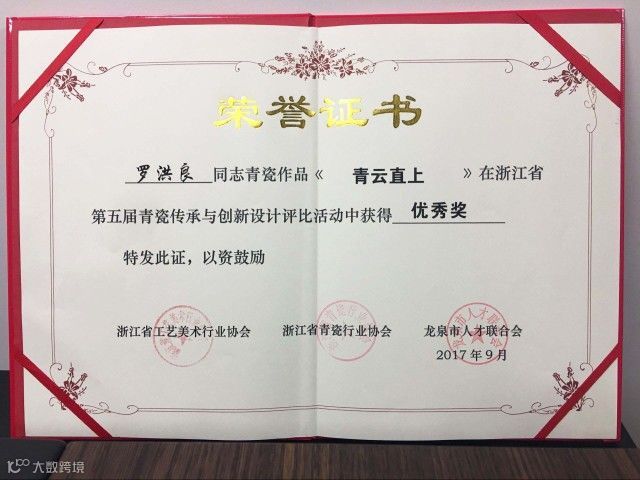 荣誉证书
罗洪良 同志青瓷作品《 青云直上 》在浙江省
第五届青瓷传承与创新设计评比活动中获得 优秀奖
特发此证，以资鼓励
浙江省工艺美术行业协会 浙江省青瓷行业协会 龙泉市人才联合会
2017年9月
大数跨境